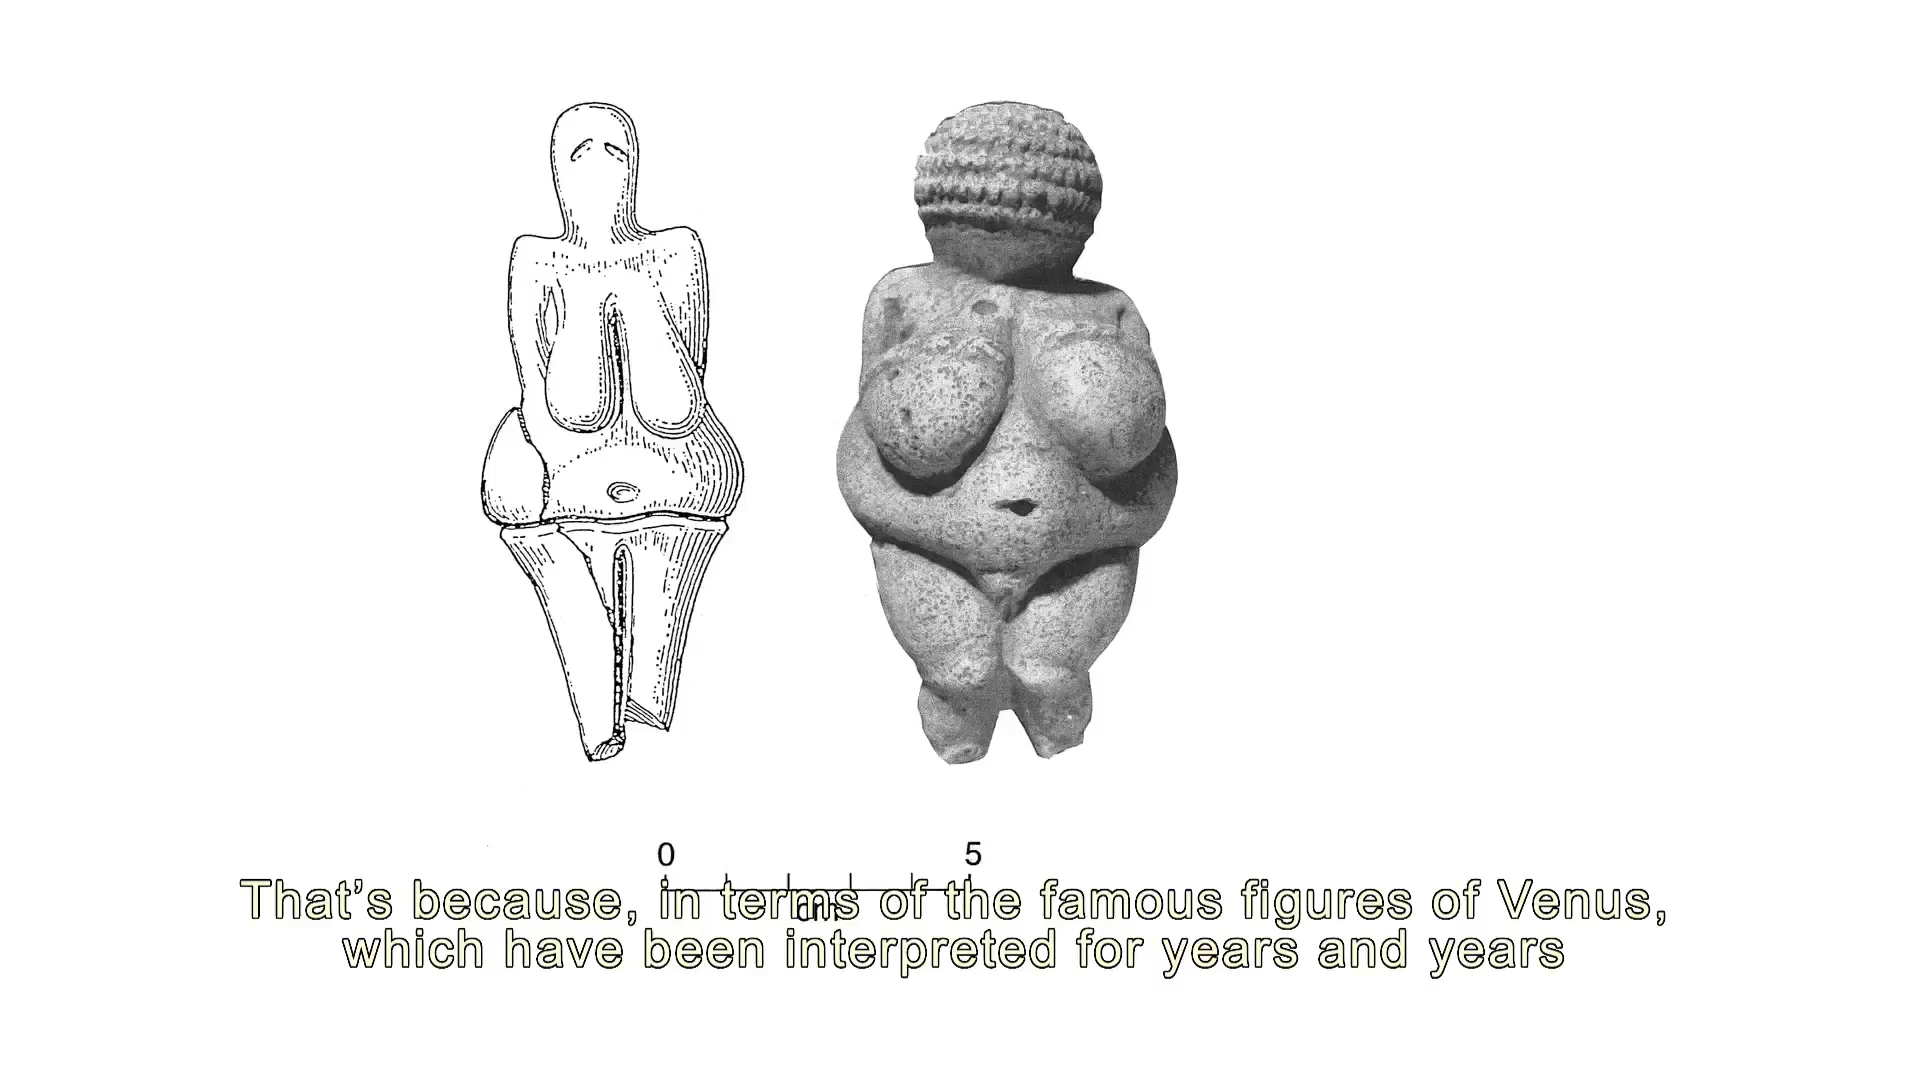 0 5
cm
That’s because, in terms of the famous figures of Venus,
which have been interpreted for years and years